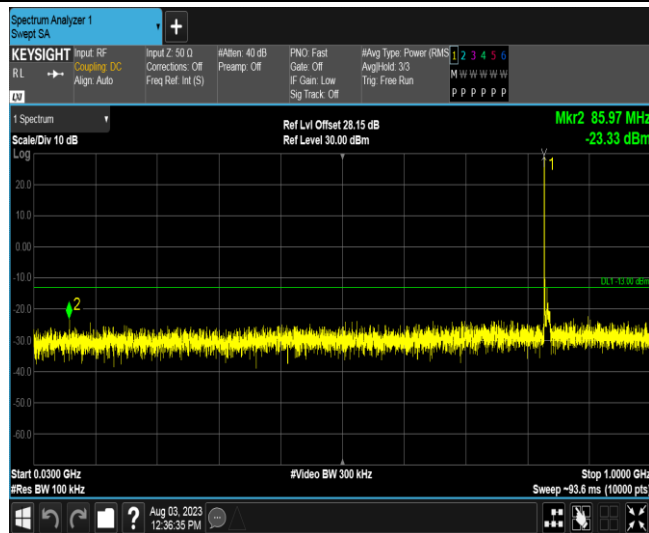 Spectrum Analyzer 1
Swept SA
+
KEYSIGHT
RL
LXI
Input: RF
Coupling: DC
Align: Auto
Input Z: 50 Ω
Corrections: Off
Freq Ref: Int (S)
#Atten: 40 dB
Preamp: Off
PNO: Fast
Gate: Off
IF Gain: Low
Sig Track: Off
#Avg Type: Power (RMS
Avg|Hold: 3/3
Trig: Free Run
1 2 3 4 5 6
M W W W W W
P P P P P P
1 Spectrum
Scale/Div 10 dB
Ref Lvl Offset 28.15 dB
Ref Level 30.00 dBm
Mkr2 85.97 MHz
-23.33 dBm
Log
1
20.0
10.0
0.00
-10.0
DL1 -13.00 dBm
2
-20.0
-30.0
-40.0
-50.0
-60.0
Start 0.0300 GHz
#Video BW 300 kHz
Stop 1.0000 GHz
#Res BW 100 kHz
Sweep ~93.6 ms (10000 pts)
?
Aug 03, 2023
12:36:35 PM